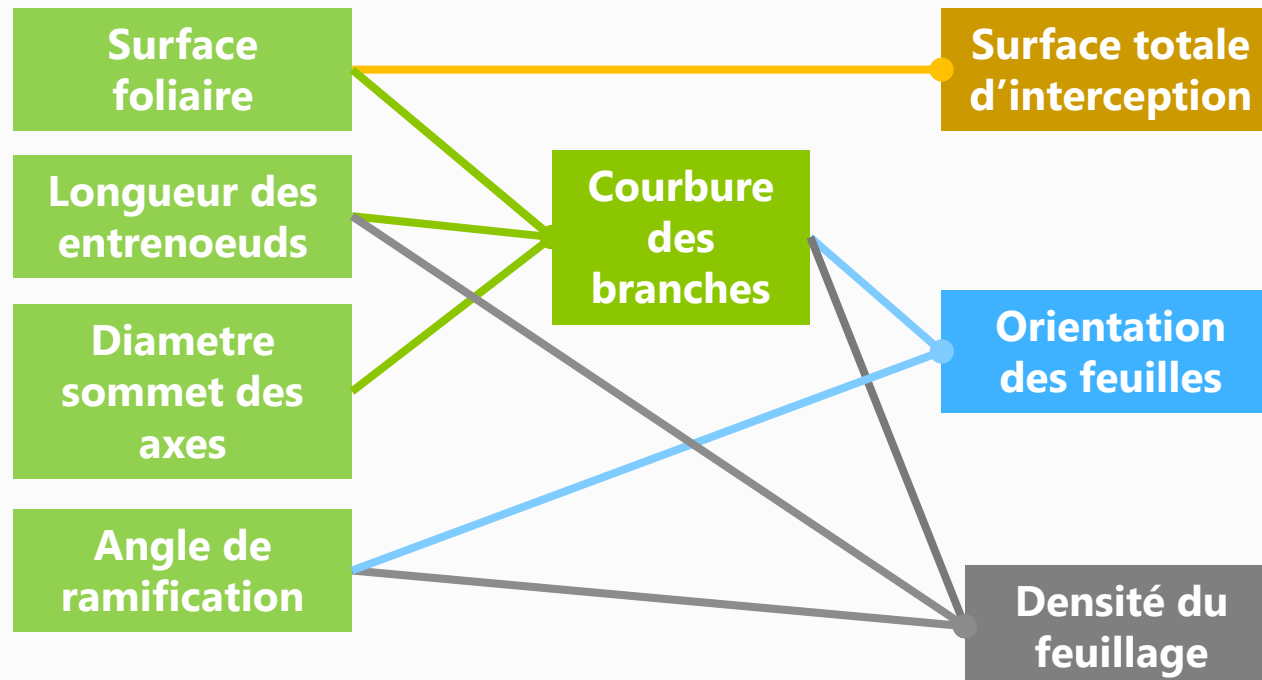 Surface
foliaire
Longueur des
entrenoeuds
Diametre
sommet des
axes
Angle de
ramification
Courbure
des
branches
Surface totale
d’interception
Orientation
des feuilles
Densité du
feuillage